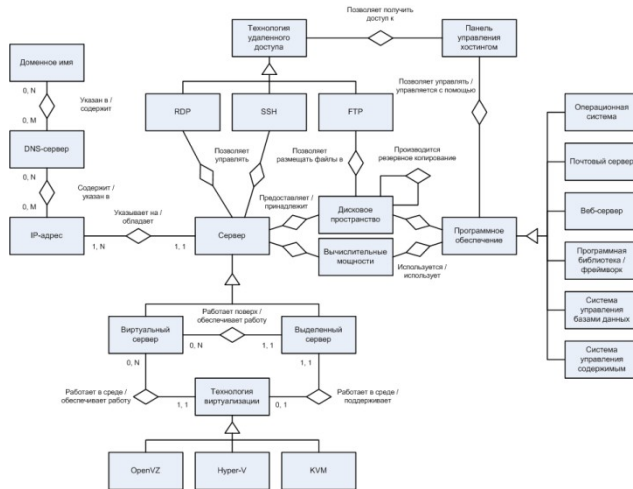 Позволяет получить
доступ к
Технология
удаленного
доступа
Панель
управления
хостингом
Доменное имя
0, N
Указан в /
содержит
0, M
RDP
SSH
FTP
Позволяет управлять /
управляется с помощью
Операционная
система
DNS-сервер
0, N
Позволяет
управлять
Позволяет
размещать файлы в
Производится
резервное копирование
Почтовый сервер
Содержит /
указан в
0, M
Предоставляет /
принадлежит
Дисковое
пространство
Веб-сервер
IP-адрес
Указывает на /
обладает
1, N
1, 1
Сервер
Программное
обеспечение
Вычислительные
мощности
Используется /
использует
Программная
библиотека /
фреймворк
Работает поверх /
обеспечивает работу
Виртуальный
сервер
0, N
1, 1
Выделенный
сервер
Система
управления
базами данных
0, N
1, 1
Система
управления
содержимым
Работает в среде /
обеспечивает работу
1, 1
Технология
виртуализации
0, 1
Работает в среде /
поддерживает
OpenVZ
Hyper-V
KVM